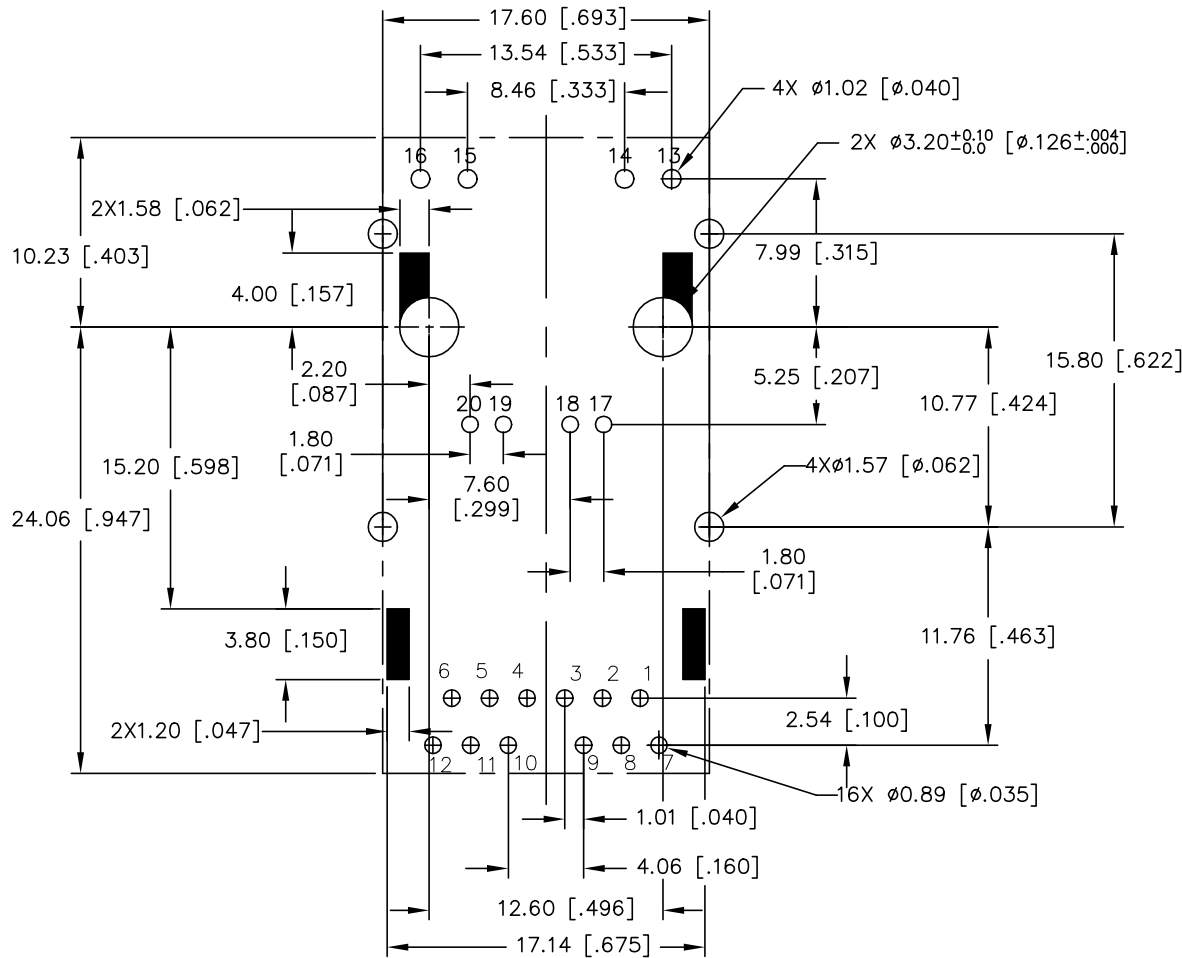 17.60 [.693]
13.54 [.533]
8.46 [.333]
4X ø1.02 [ø.040]
2X ø3.20+0.10 -0.0 [ø.126+.004 -.000]
16 15 14 13
2X1.58 [.062]
10.23 [.403]
7.99 [.315]
4.00 [.157]
15.80 [.622]
2.20
[.087]
5.25 [.207]
10.77 [.424]
20 19 18 17
1.80
[.071]
15.20 [.598]
4Xø1.57 [ø.062]
7.60
[.299]
24.06 [.947]
1.80
[.071]
3.80 [.150]
11.76 [.463]
6 5 4 3 2 1
2.54 [.100]
2X1.20 [.047]
12 11 10 9 8 7
16X ø0.89 [ø.035]
1.01 [.040]
4.06 [.160]
12.60 [.496]
17.14 [.675]